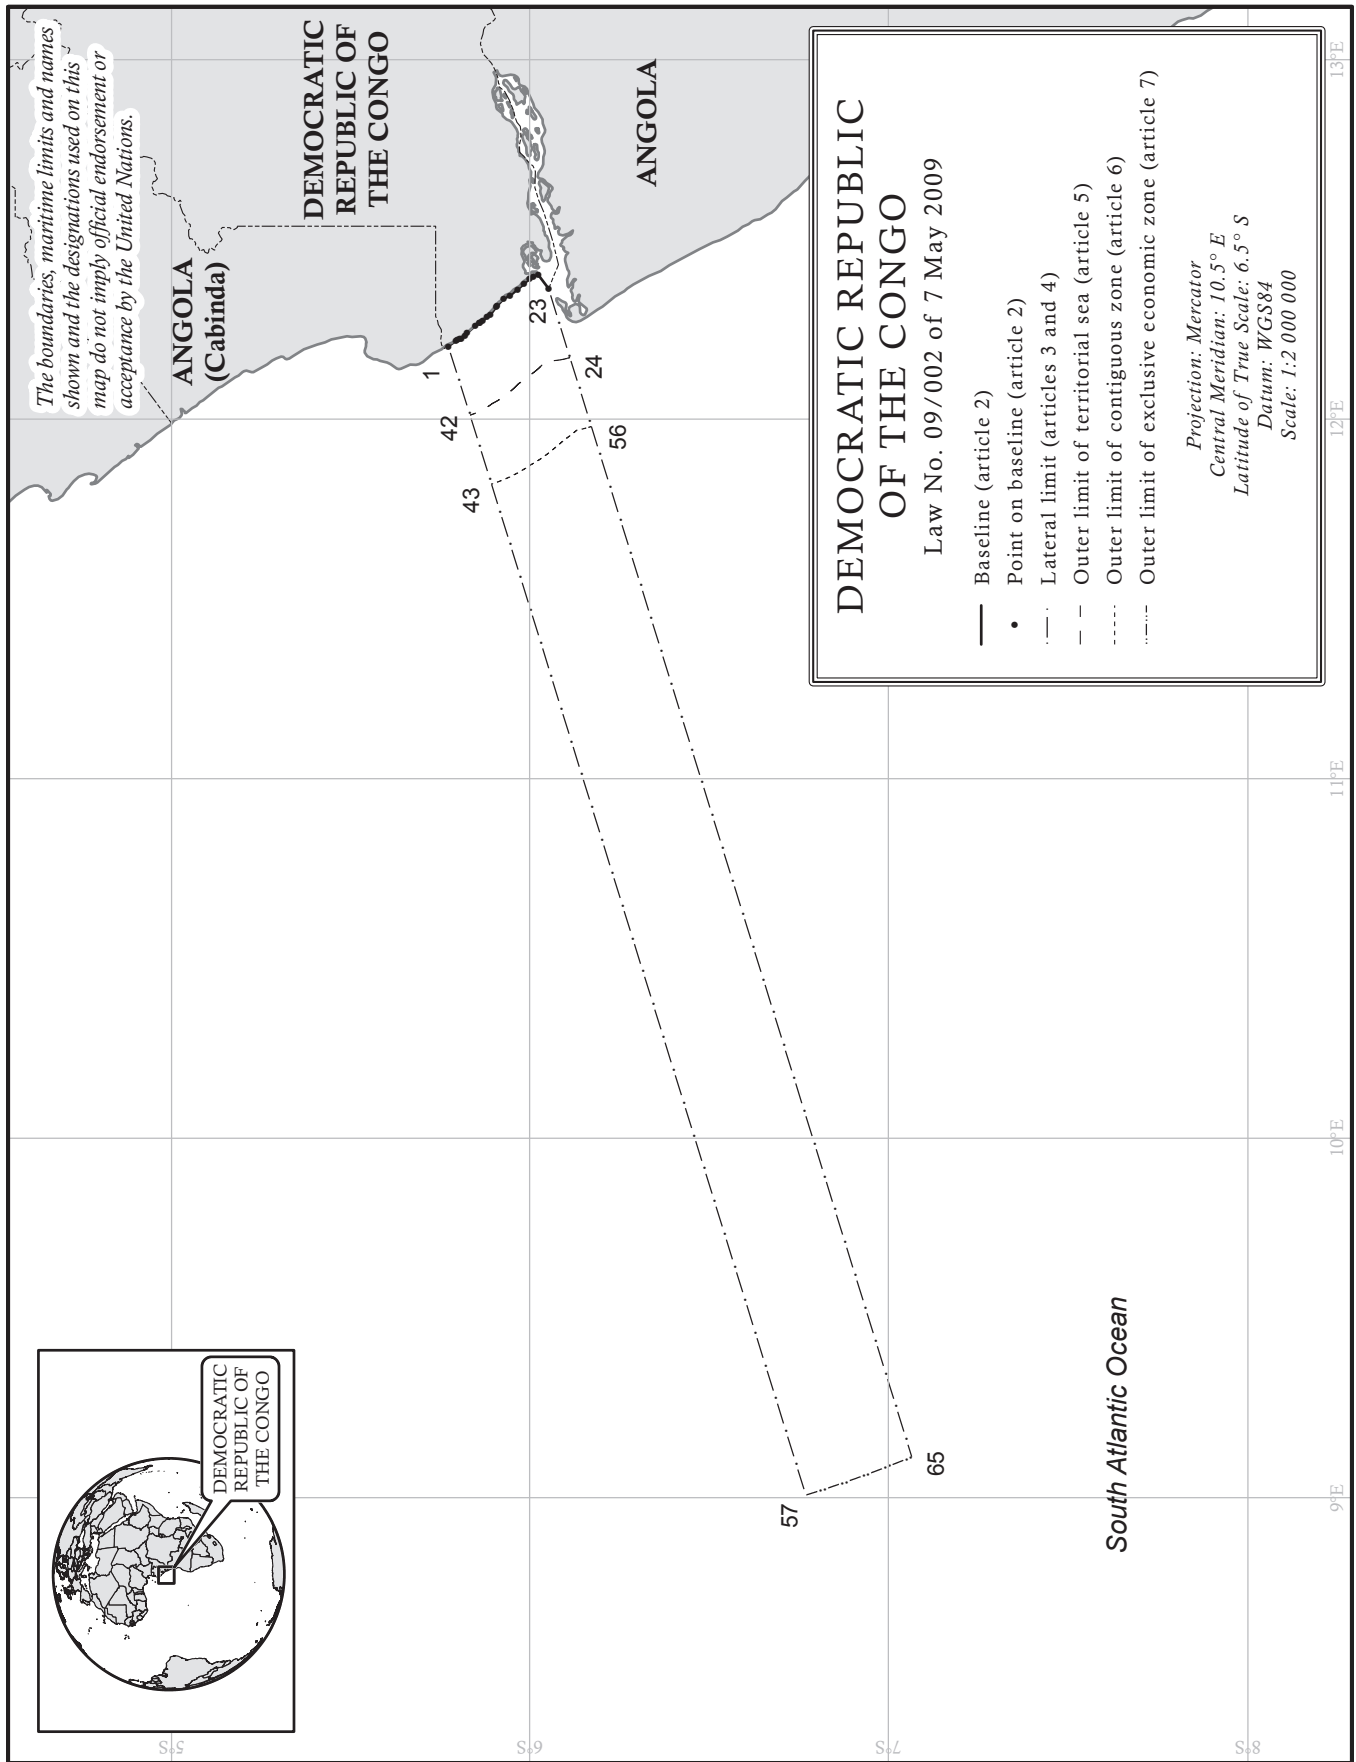 The boundaries, maritime limits and names
shown and the designations used on this
map do not imply official endorsement or
acceptance by the United Nations.
ANGOLA
(Cabinda)
DEMOCRATIC
REPUBLIC OF
THE CONGO
ANGOLA
DEMOCRATIC
REPUBLIC OF
THE CONGO
1
23
42
24
43
56
57
65
South Atlantic Ocean
DEMOCRATIC REPUBLIC
OF THE CONGO
Law No. 09/002 of 7 May 2009
Baseline (article 2)
Point on baseline (article 2)
Lateral limit (articles 3 and 4)
Outer limit of territorial sea (article 5)
Outer limit of contiguous zone (article 6)
Outer limit of exclusive economic zone (article 7)
Projection: Mercator
Central Meridian: 10.5° E
Latitude of True Scale: 6.5° S
Datum: WGS84
Scale: 1:2 000 000
5°S
6°S
7°S
8°S
9°E
10°E
11°E
12°E
13°E